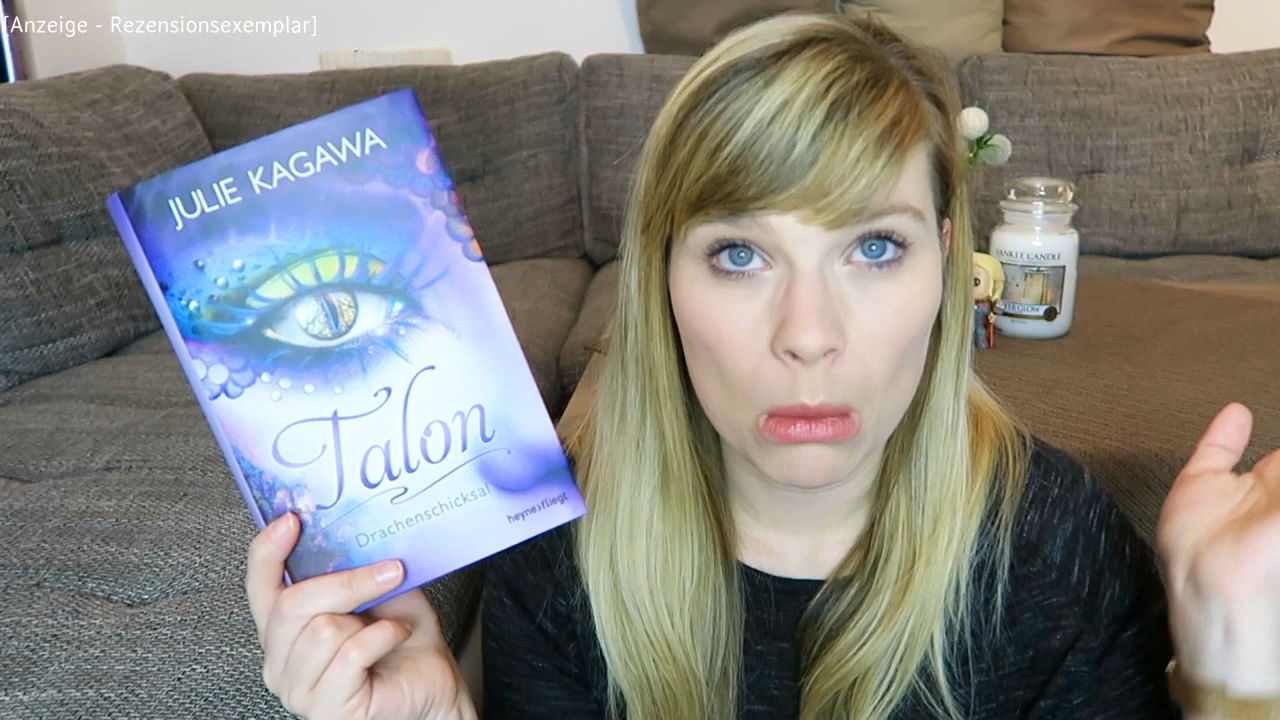 [Anzeige - Rezensionsexemplar]
JULIE KAGAWA
Talon
Drachenschicksal
heyne›fliegt
YANKEE CANDLE